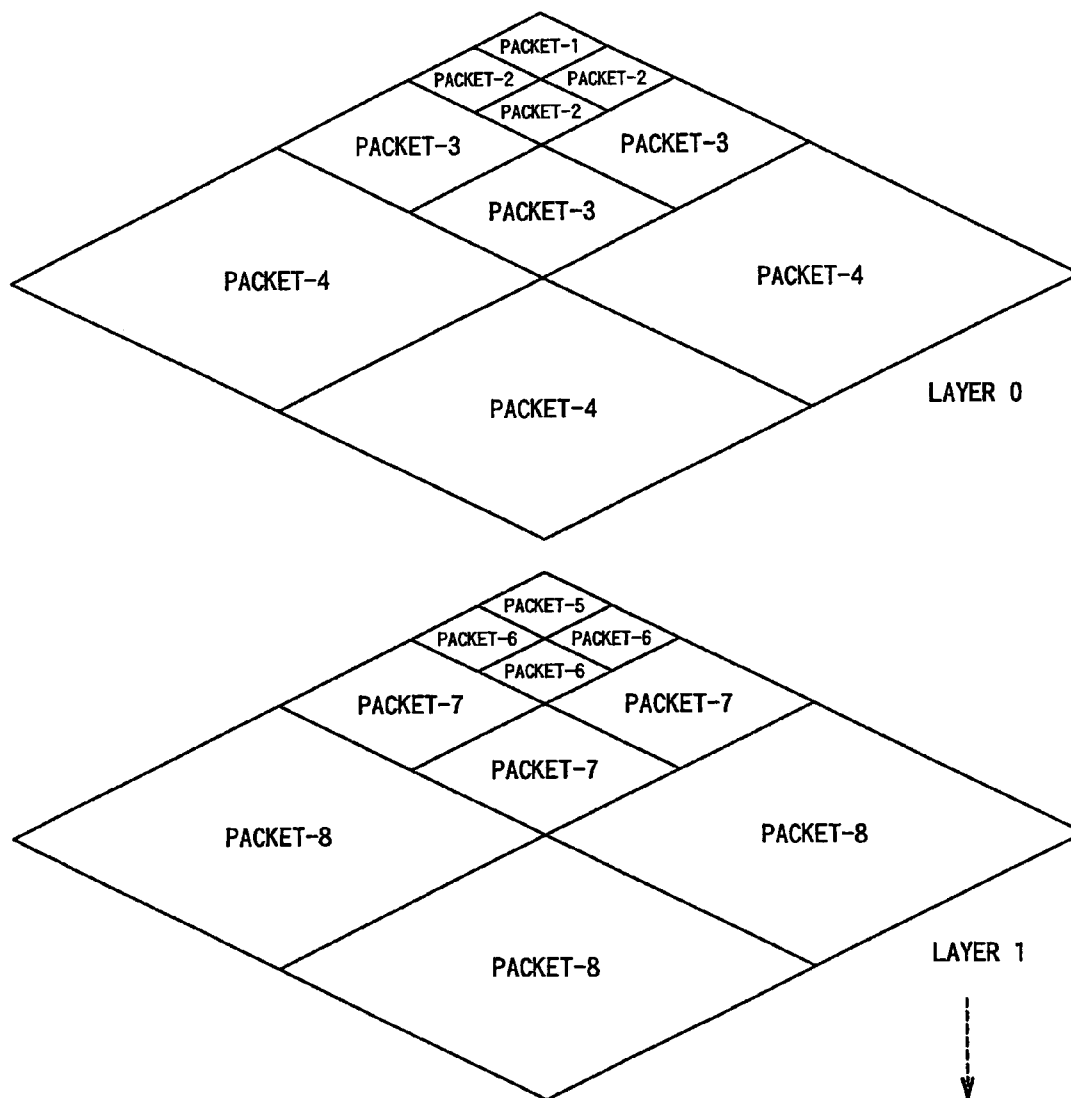 PACKET-1
PACKET-2 PACKET-2
PACKET-2
PACKET-3 PACKET-3
PACKET-3
PACKET-4 PACKET-4
PACKET-4
LAYER 0
PACKET-5
PACKET-6 PACKET-6
PACKET-6
PACKET-7 PACKET-7
PACKET-7
PACKET-8 PACKET-8
PACKET-8
LAYER 1